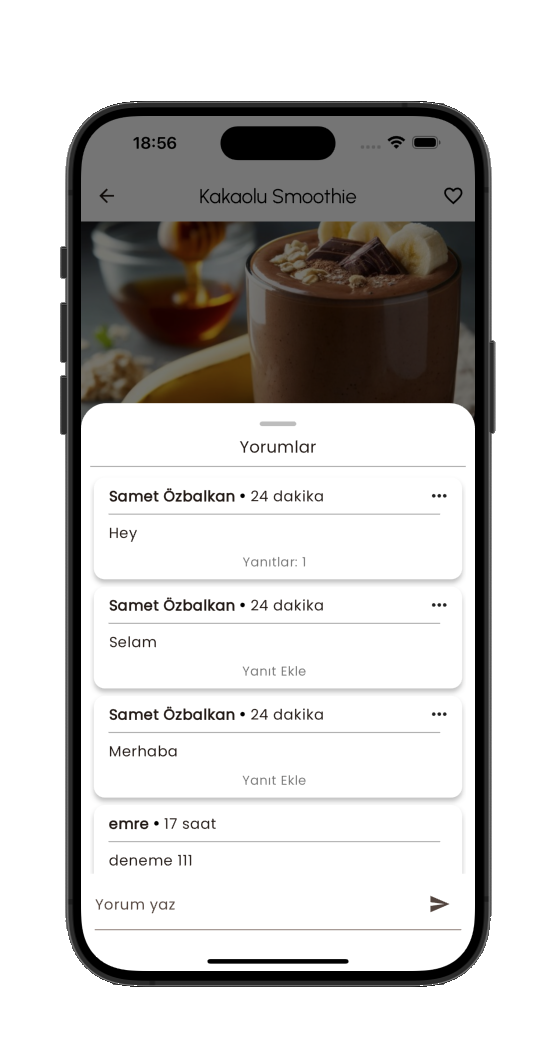 18:56
Kakaolu Smoothie
Yorumlar
Samet Özbalkan • 24 dakika
Hey
Yanıtlar: 1
Samet Özbalkan • 24 dakika
Selam
Yanıt Ekle
Samet Özbalkan • 24 dakika
Merhaba
Yanıt Ekle
emre • 17 saat
deneme 111
Yorum yaz